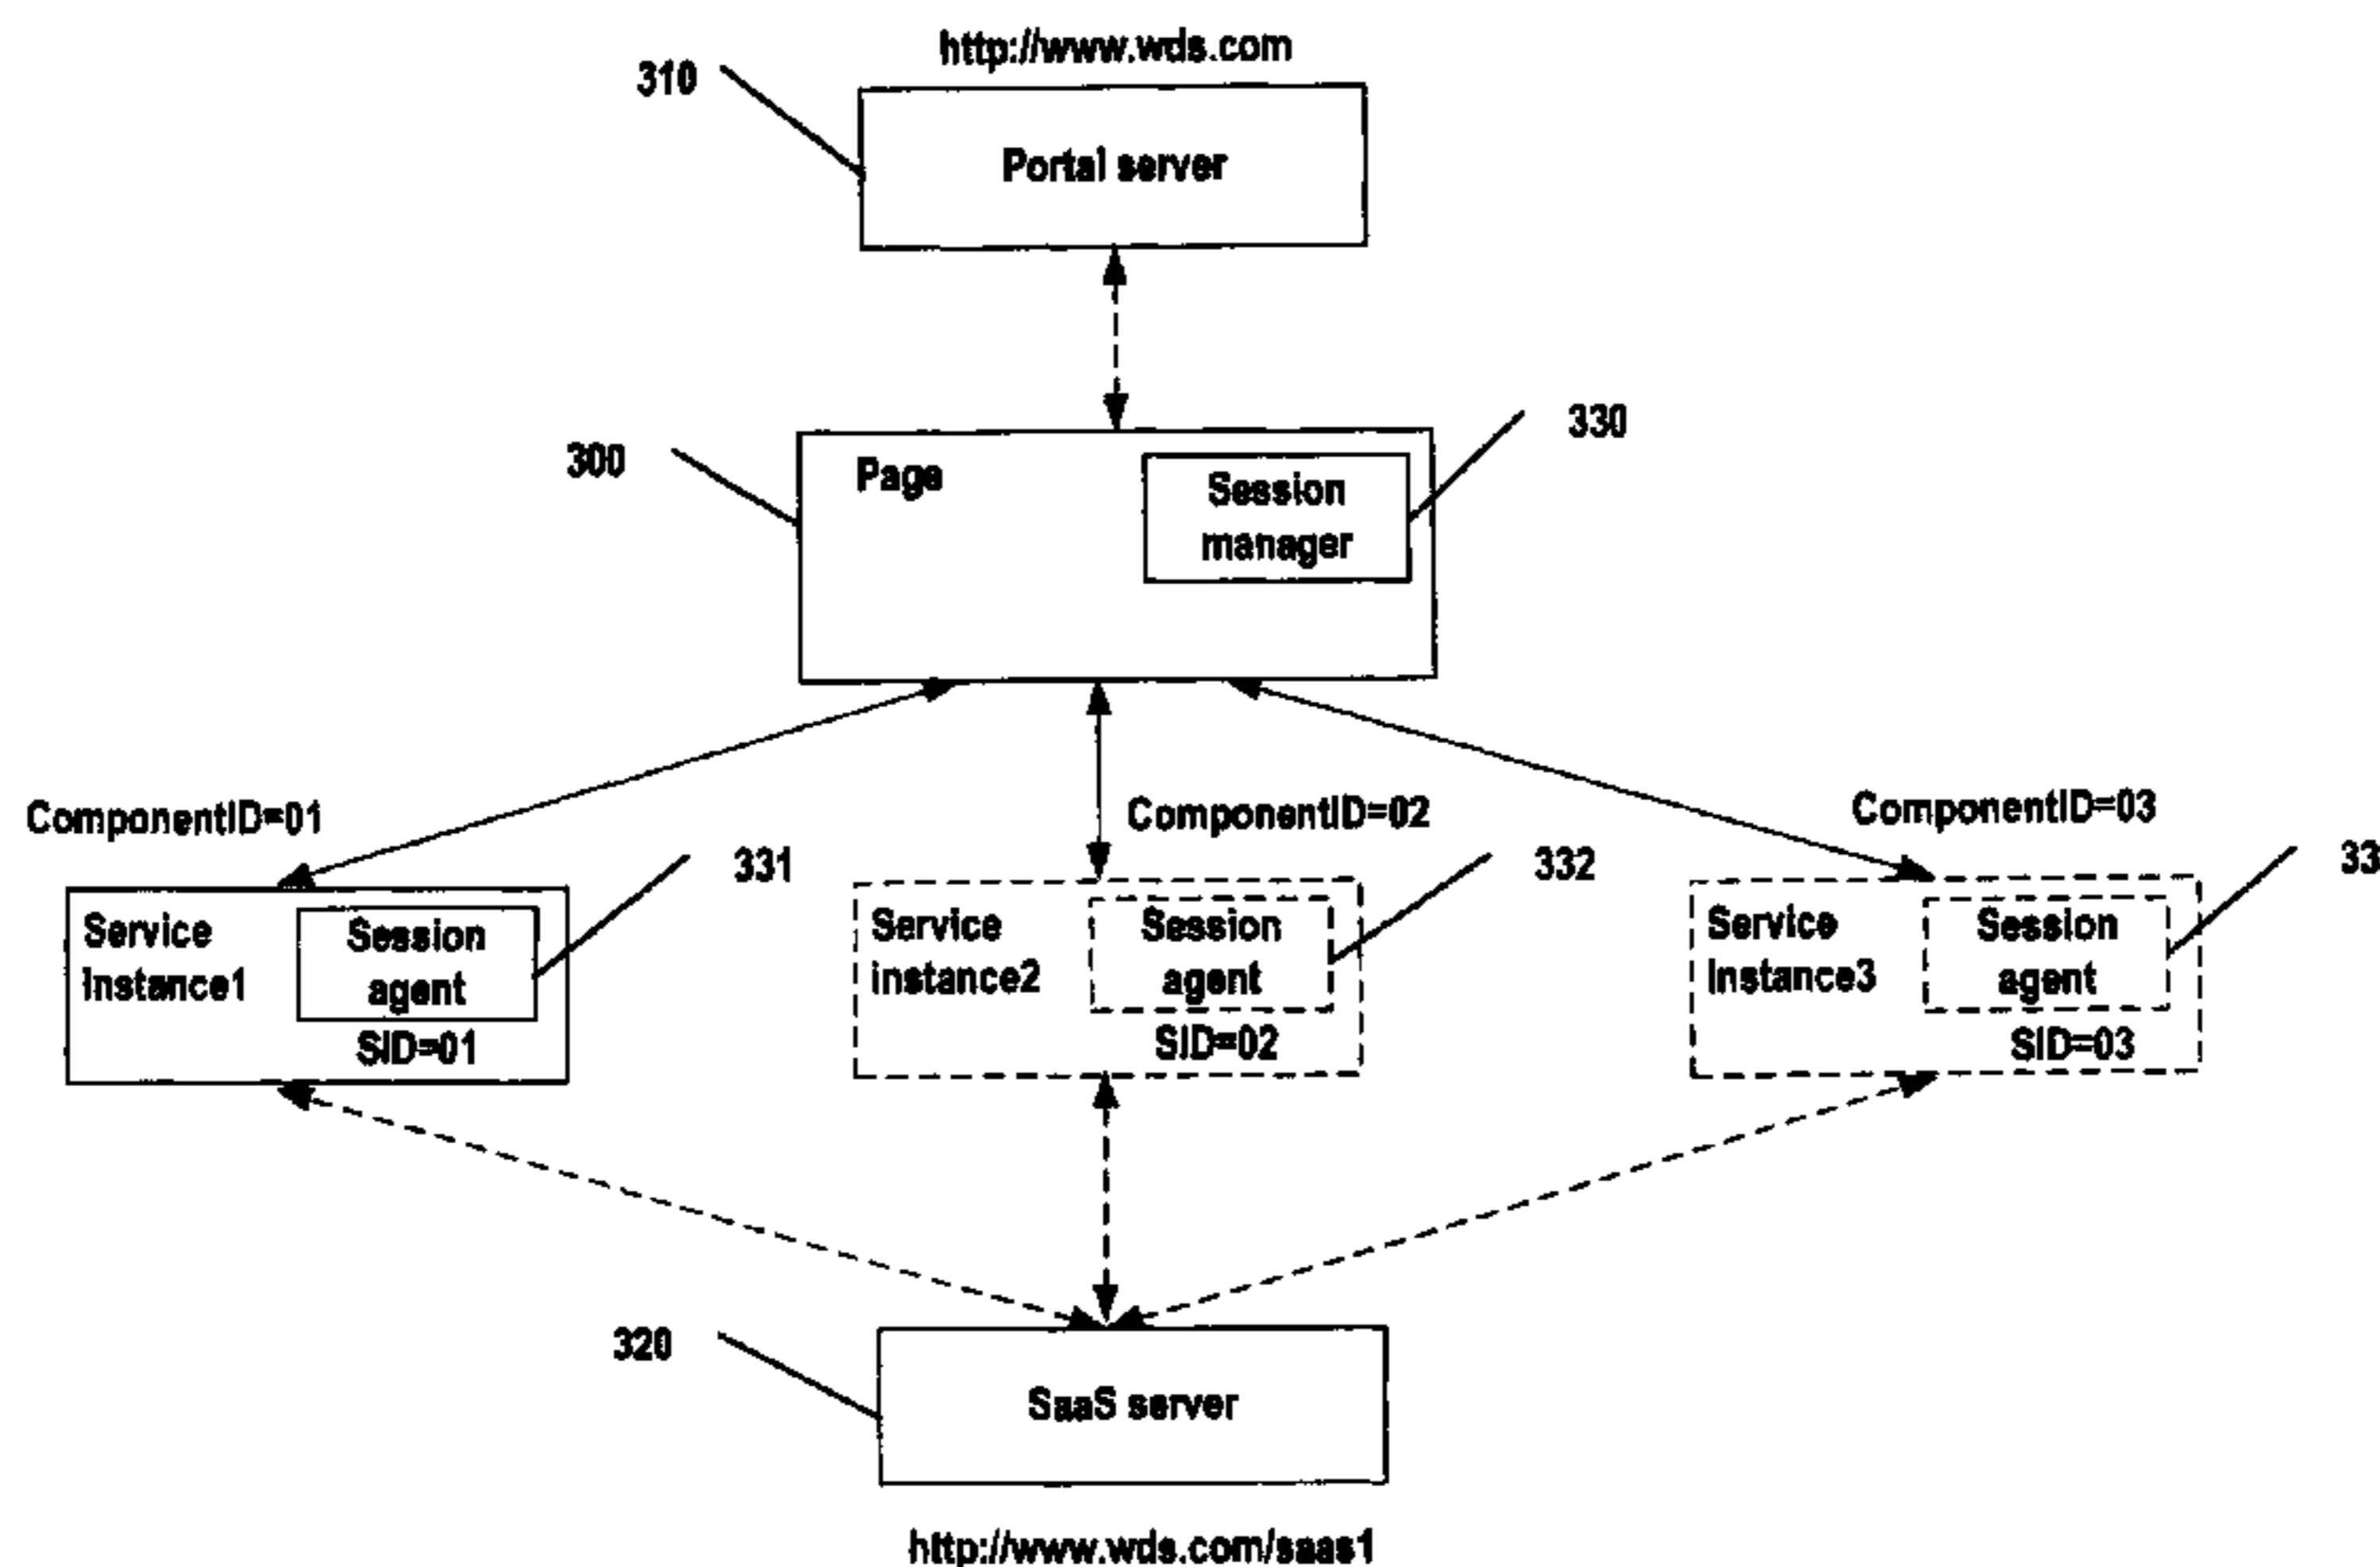 http://www.wds.com
310
Portal server
330
300
Page
Session
manager
ComponentID=01
ComponentID=02
ComponentID=03
331
332
33
Service
Instance1
Session
agent
SID=01
Service
instance2
Session
agent
SID=02
Service
Instance3
Session
agent
SID=03
320
SaaS server
http://www.wds.com/saas1